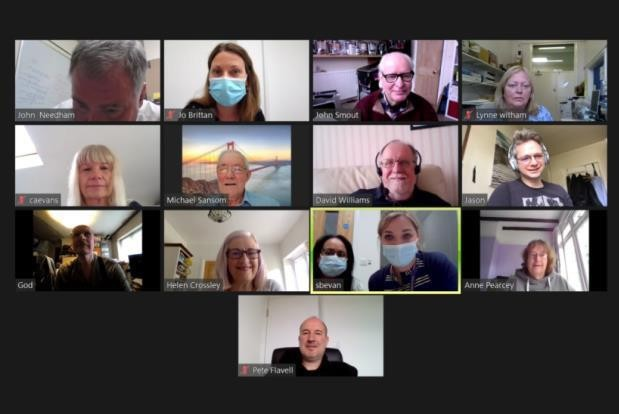 John Needham
Jo Brittan
John Smout
Lynne witham
caevans
Michael Sansom
David Williams
Jason
God
Helen Crossley
sbevan
Anne Pearcey
Pete Flavell